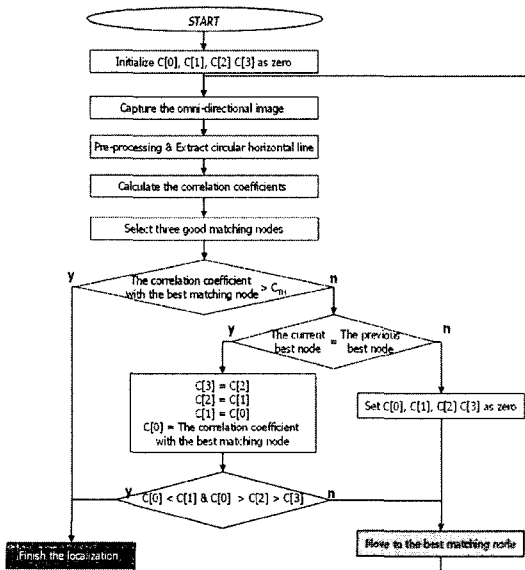 START
Initialize C[0], C[1], C[2] C[3] as zero
Capture the omni-directional image
Pre-processing & Extract circular horizontal line
Calculate the correlation coefficients
Select three good matching nodes
y
The correlation coefficient
with the best matching node > C_TH
n
y
The current
best node
=
The previous
best node
n
C[3] = C[2]
C[2] = C[1]
C[1] = C[0]
C[0] = The correlation coefficient
with the best matching node
Set C[0], C[1], C[2] C[3] as zero
y
C[0] < C[1] & C[0] > C[2] > C[3]
n
Finish the localization
Move to the best matching node